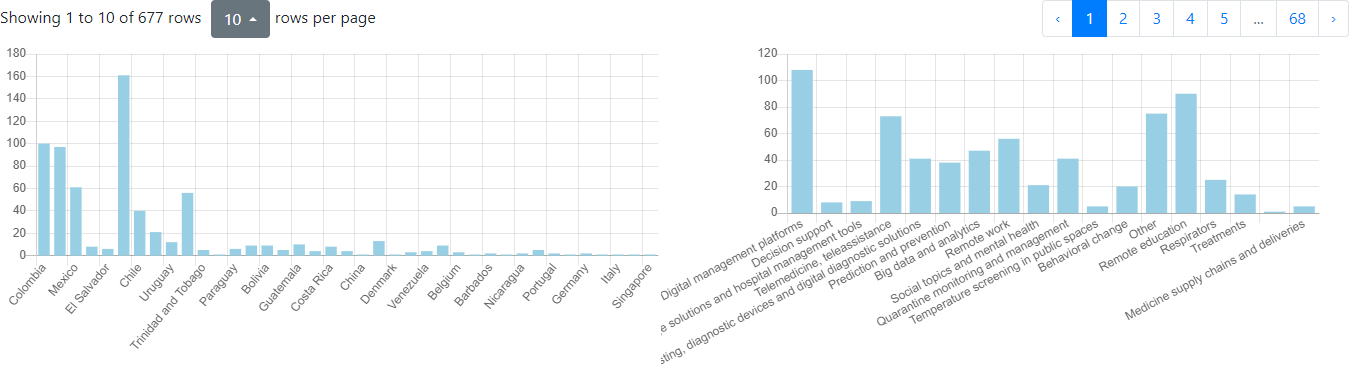 Showing 1 to 10 of 677 rows 10 rows per page
‹ 1 2 3 4 5 ... 68 ›
180
160
140
120
100
80
60
40
20
0
Colombia
Mexico
El Salvador
Chile
Uruguay
Trinidad and Tobago
Paraguay
Bolivia
Guatemala
Costa Rica
China
Denmark
Venezuela
Belgium
Barbados
Nicaragua
Portugal
Germany
Italy
Singapore
120
100
80
60
40
20
0
Digital management platforms
Decision support
e solutions and hospital management tools
Telemedicine, teleassistance
sting, diagnostic devices and digital diagnostic solutions
Prediction and prevention
Big data and analytics
Remote work
Social topics and mental health
Quarantine monitoring and management
Temperature screening in public spaces
Behavioral change
Other
Remote education
Respirators
Treatments
Medicine supply chains and deliveries